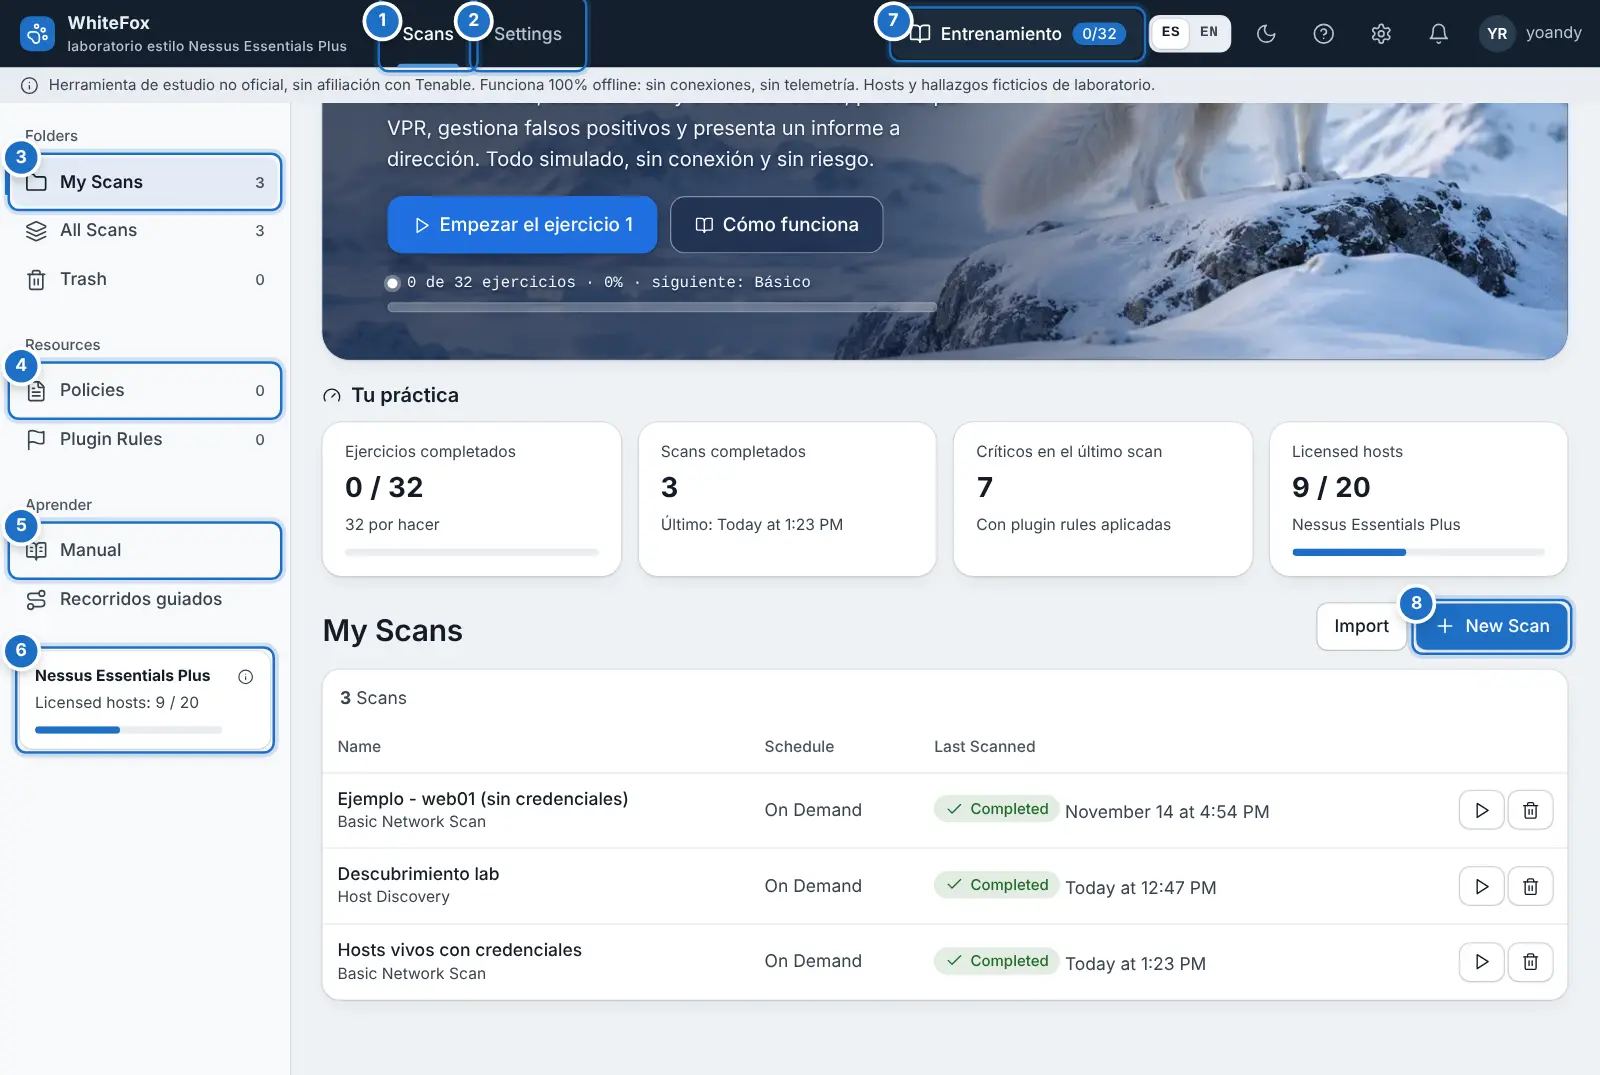 WhiteFox
laboratorio estilo Nessus Essentials Plus
1
Scans
2
Settings
7
Entrenamiento 0/32
ES EN
YR yoandy
Herramienta de estudio no oficial, sin afiliación con Tenable. Funciona 100% offline: sin conexiones, sin telemetría. Hosts y hallazgos ficticios de laboratorio.
Folders
3
My Scans 3
All Scans 3
Trash 0
Resources
4
Policies 0
Plugin Rules 0
Aprender
5
Manual
Recorridos guiados
6
Nessus Essentials Plus
Licensed hosts: 9 / 20
VPR, gestiona falsos positivos y presenta un informe a
dirección. Todo simulado, sin conexión y sin riesgo.
Empezar el ejercicio 1
Cómo funciona
0 de 32 ejercicios · 0% · siguiente: Básico
Tu práctica
Ejercicios completados
0 / 32
32 por hacer
Scans completados
3
Último: Today at 1:23 PM
Críticos en el último scan
7
Con plugin rules aplicadas
Licensed hosts
9 / 20
Nessus Essentials Plus
My Scans
Import
8
New Scan
3 Scans
Name Schedule Last Scanned
Ejemplo - web01 (sin credenciales)
Basic Network Scan
On Demand
Completed November 14 at 4:54 PM
Descubrimiento lab
Host Discovery
On Demand
Completed Today at 12:47 PM
Hosts vivos con credenciales
Basic Network Scan
On Demand
Completed Today at 1:23 PM